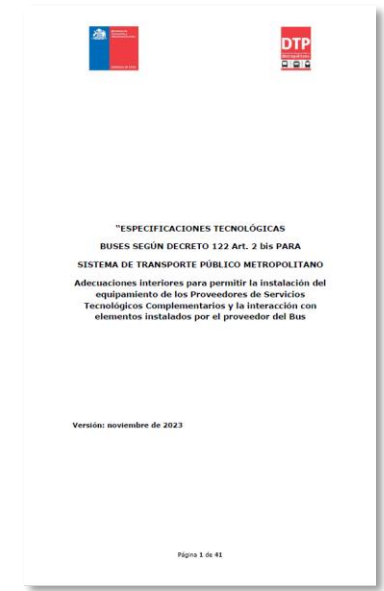 DTP
"ESPECIFICACIONES TECNOLÓGICAS
BUSES SEGÚN DECRETO 122 Art. 2 bis PARA
SISTEMA DE TRANSPORTE PÚBLICO METROPOLITANO
Adecuaciones interiores para permitir la instalación del
equipamiento de los Proveedores de Servicios
Tecnológicos Complementarios y la interacción con
elementos instalados por el proveedor del Bus
Versión: noviembre de 2023
Página 1 de 41